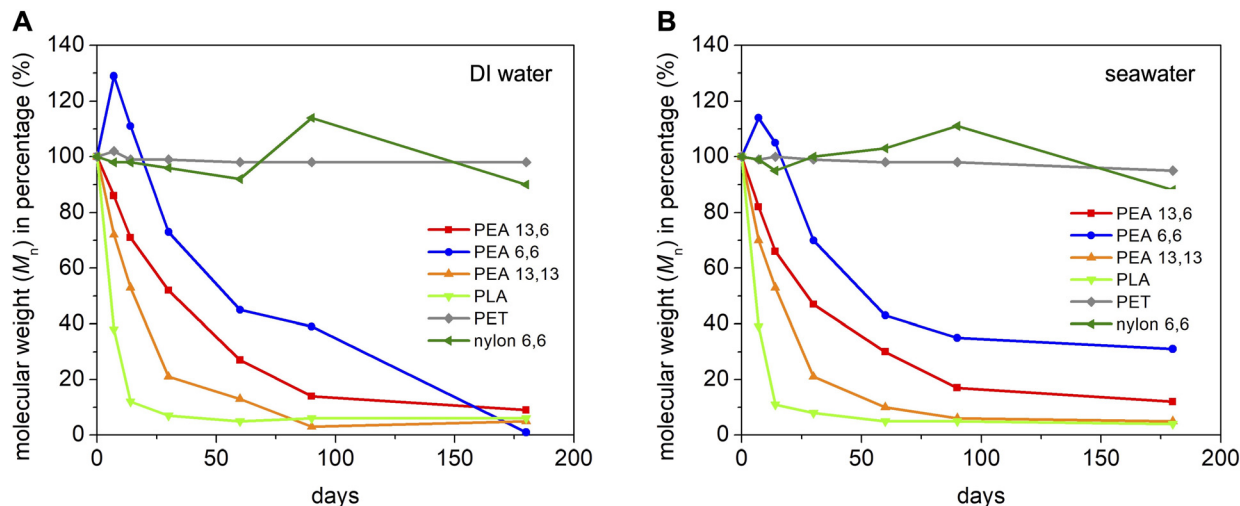 A
molecular weight (Mn) in percentage (%)
140
120
100
80
60
40
20
0
DI water
PEA 13,6
PEA 6,6
PEA 13,13
PLA
PET
nylon 6,6
0 50 100 150 200
days
B
molecular weight (Mn) in percentage (%)
140
120
100
80
60
40
20
0
seawater
PEA 13,6
PEA 6,6
PEA 13,13
PLA
PET
nylon 6,6
0 50 100 150 200
days